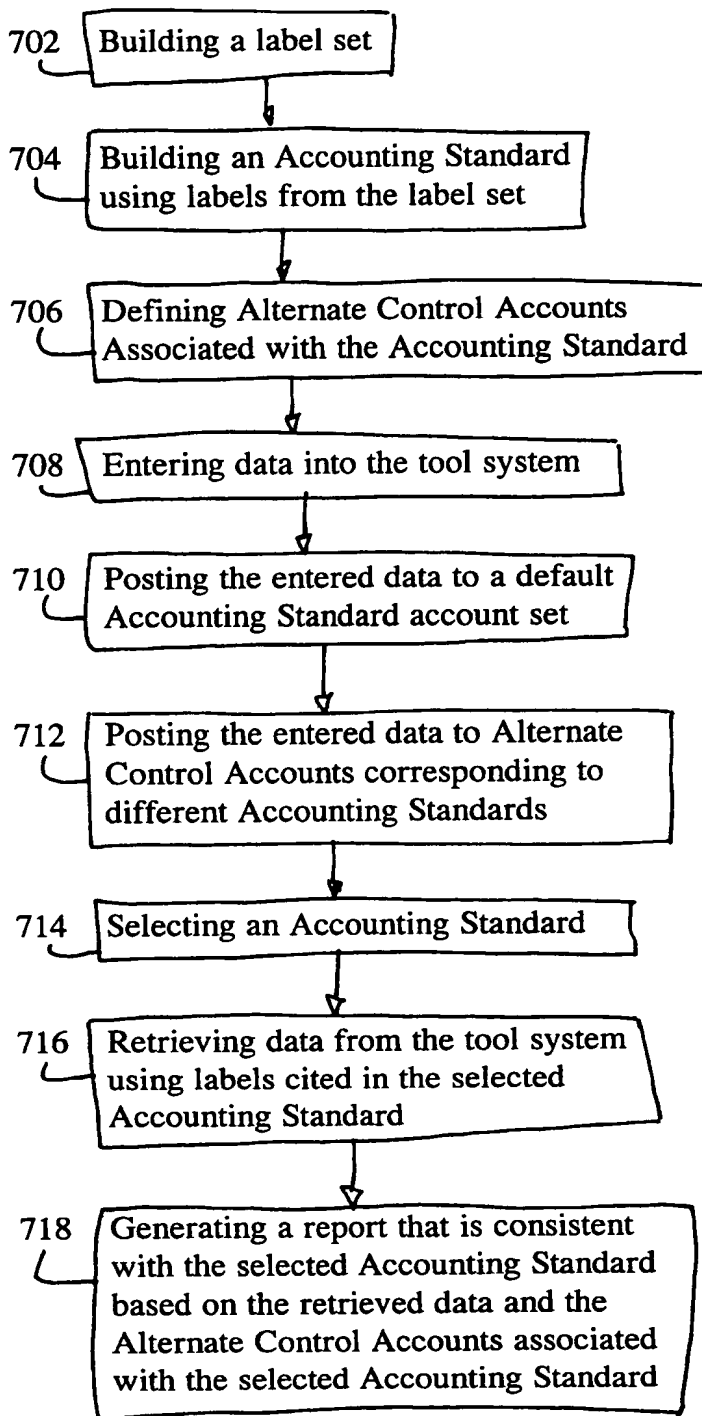 702 Building a label set
704 Building an Accounting Standard
using labels from the label set
706 Defining Alternate Control Accounts
Associated with the Accounting Standard
708 Entering data into the tool system
710 Posting the entered data to a default
Accounting Standard account set
712 Posting the entered data to Alternate
Control Accounts corresponding to
different Accounting Standards
714 Selecting an Accounting Standard
716 Retrieving data from the tool system
using labels cited in the selected
Accounting Standard
718 Generating a report that is consistent
with the selected Accounting Standard
based on the retrieved data and the
Alternate Control Accounts associated
with the selected Accounting Standard